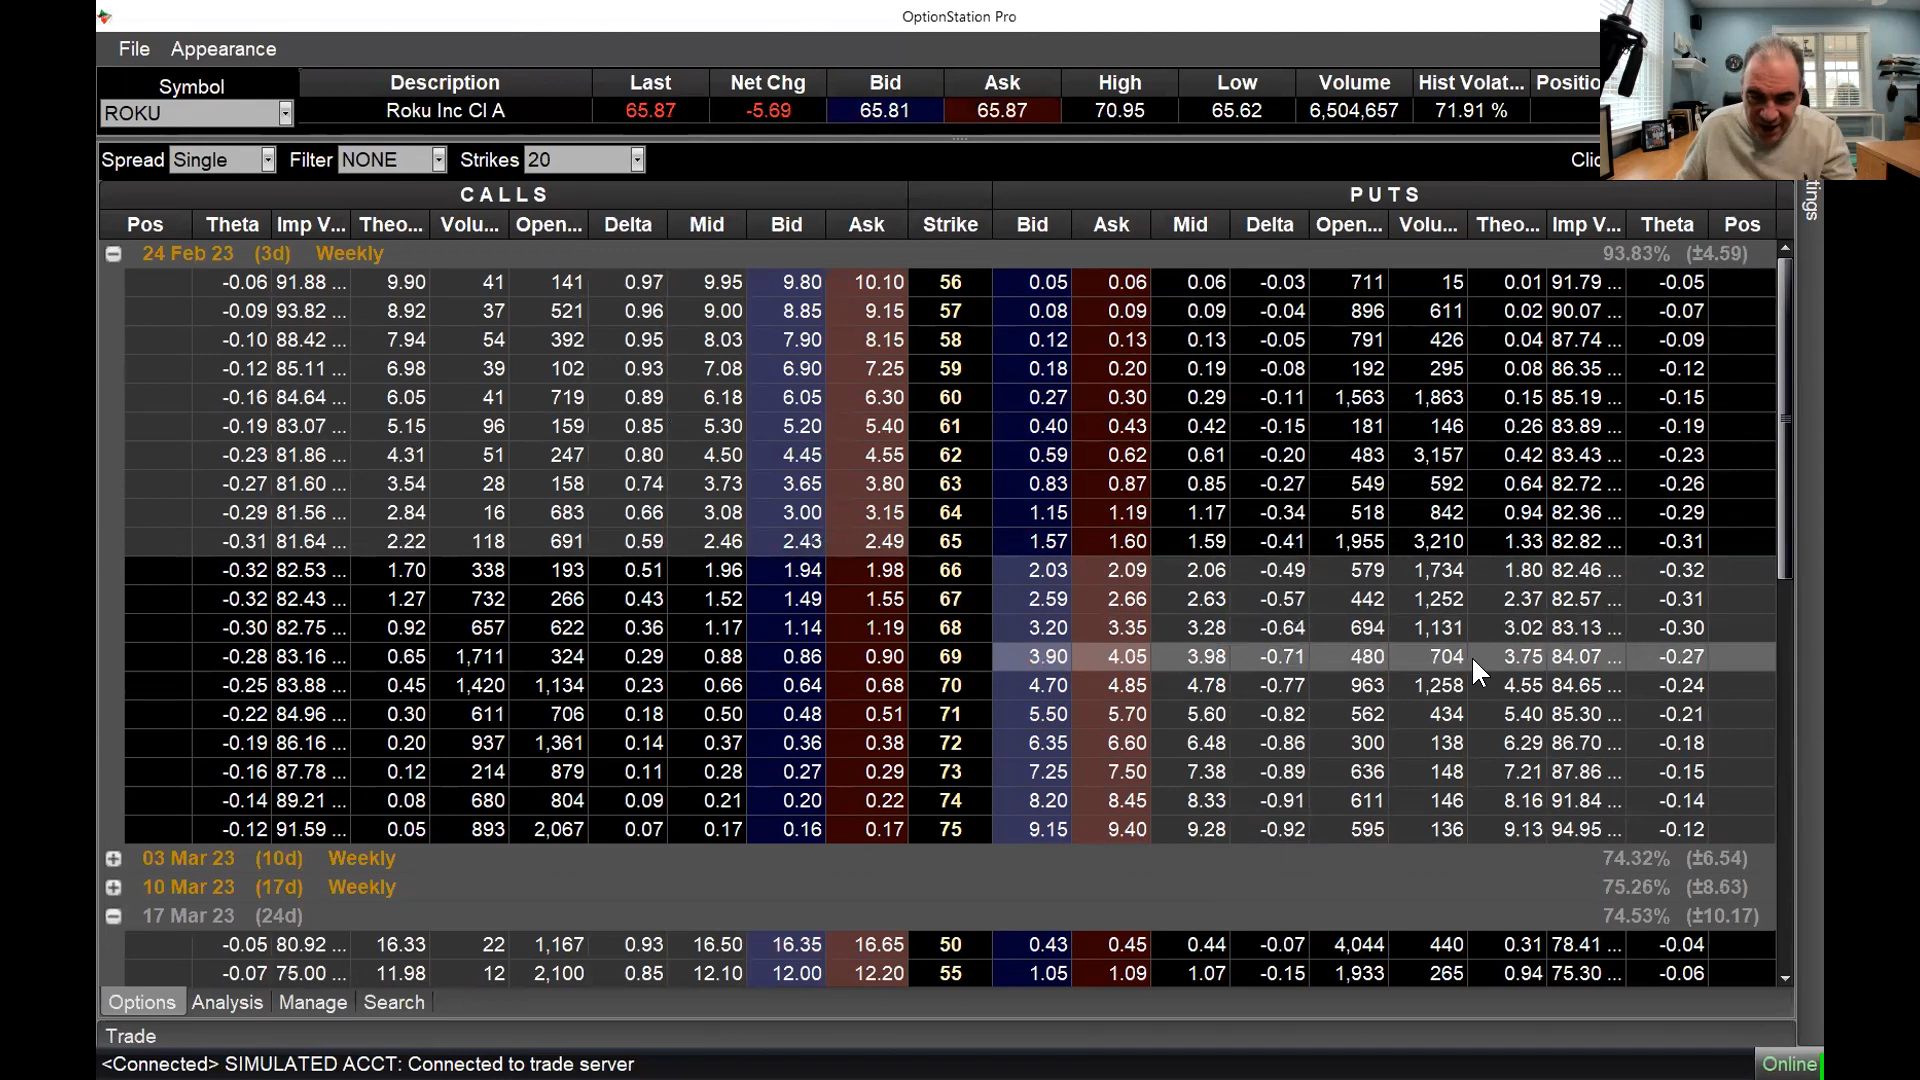 OptionStation Pro
File Appearance
Symbol Description Last Net Chg Bid Ask High Low Volume Hist Volat... Positio
ROKU Roku Inc Cl A 65.87 -5.69 65.81 65.87 70.95 65.62 6,504,657 71.91 %
Spread Single Filter NONE Strikes 20 Clic
CALLS PUTS
tings
Pos Theta Imp V... Theo... Volu... Open... Delta Mid Bid Ask Strike Bid Ask Mid Delta Open... Volu... Theo... Imp V... Theta Pos
24 Feb 23 (3d) Weekly 93.83% (±4.59)
-0.06 91.88 ... 9.90 41 141 0.97 9.95 9.80 10.10 56 0.05 0.06 0.06 -0.03 711 15 0.01 91.79 ... -0.05
-0.09 93.82 ... 8.92 37 521 0.96 9.00 8.85 9.15 57 0.08 0.09 0.09 -0.04 896 611 0.02 90.07 ... -0.07
-0.10 88.42 ... 7.94 54 392 0.95 8.03 7.90 8.15 58 0.12 0.13 0.13 -0.05 791 426 0.04 87.74 ... -0.09
-0.12 85.11 ... 6.98 39 102 0.93 7.08 6.90 7.25 59 0.18 0.20 0.19 -0.08 192 295 0.08 86.35 ... -0.12
-0.16 84.64 ... 6.05 41 719 0.89 6.18 6.05 6.30 60 0.27 0.30 0.29 -0.11 1,563 1,863 0.15 85.19 ... -0.15
-0.19 83.07 ... 5.15 96 159 0.85 5.30 5.20 5.40 61 0.40 0.43 0.42 -0.15 181 146 0.26 83.89 ... -0.19
-0.23 81.86 ... 4.31 51 247 0.80 4.50 4.45 4.55 62 0.59 0.62 0.61 -0.20 483 3,157 0.42 83.43 ... -0.23
-0.27 81.60 ... 3.54 28 158 0.74 3.73 3.65 3.80 63 0.83 0.87 0.85 -0.27 549 592 0.64 82.72 ... -0.26
-0.29 81.56 ... 2.84 16 683 0.66 3.08 3.00 3.15 64 1.15 1.19 1.17 -0.34 518 842 0.94 82.36 ... -0.29
-0.31 81.64 ... 2.22 118 691 0.59 2.46 2.43 2.49 65 1.57 1.60 1.59 -0.41 1,955 3,210 1.33 82.82 ... -0.31
-0.32 82.53 ... 1.70 338 193 0.51 1.96 1.94 1.98 66 2.03 2.09 2.06 -0.49 579 1,734 1.80 82.46 ... -0.32
-0.32 82.43 ... 1.27 732 266 0.43 1.52 1.49 1.55 67 2.59 2.66 2.63 -0.57 442 1,252 2.37 82.57 ... -0.31
-0.30 82.75 ... 0.92 657 622 0.36 1.17 1.14 1.19 68 3.20 3.35 3.28 -0.64 694 1,131 3.02 83.13 ... -0.30
-0.28 83.16 ... 0.65 1,711 324 0.29 0.88 0.86 0.90 69 3.90 4.05 3.98 -0.71 480 704 3.75 84.07 ... -0.27
-0.25 83.88 ... 0.45 1,420 1,134 0.23 0.66 0.64 0.68 70 4.70 4.85 4.78 -0.77 963 1,258 4.55 84.65 ... -0.24
-0.22 84.96 ... 0.30 611 706 0.18 0.50 0.48 0.51 71 5.50 5.70 5.60 -0.82 562 434 5.40 85.30 ... -0.21
-0.19 86.16 ... 0.20 937 1,361 0.14 0.37 0.36 0.38 72 6.35 6.60 6.48 -0.86 300 138 6.29 86.70 ... -0.18
-0.16 87.78 ... 0.12 214 879 0.11 0.28 0.27 0.29 73 7.25 7.50 7.38 -0.89 636 148 7.21 87.86 ... -0.15
-0.14 89.21 ... 0.08 680 804 0.09 0.21 0.20 0.22 74 8.20 8.45 8.33 -0.91 611 146 8.16 91.84 ... -0.14
-0.12 91.59 ... 0.05 893 2,067 0.07 0.17 0.16 0.17 75 9.15 9.40 9.28 -0.92 595 136 9.13 94.95 ... -0.12
03 Mar 23 (10d) Weekly 74.32% (±6.54)
10 Mar 23 (17d) Weekly 75.26% (±8.63)
17 Mar 23 (24d) 74.53% (±10.17)
-0.05 80.92 ... 16.33 22 1,167 0.93 16.50 16.35 16.65 50 0.43 0.45 0.44 -0.07 4,044 440 0.31 78.41 ... -0.04
-0.07 75.00 ... 11.98 12 2,100 0.85 12.10 12.00 12.20 55 1.05 1.09 1.07 -0.15 1,933 265 0.94 75.30 ... -0.06
Options Analysis Manage Search
Trade
<Connected> SIMULATED ACCT: Connected to trade server Online